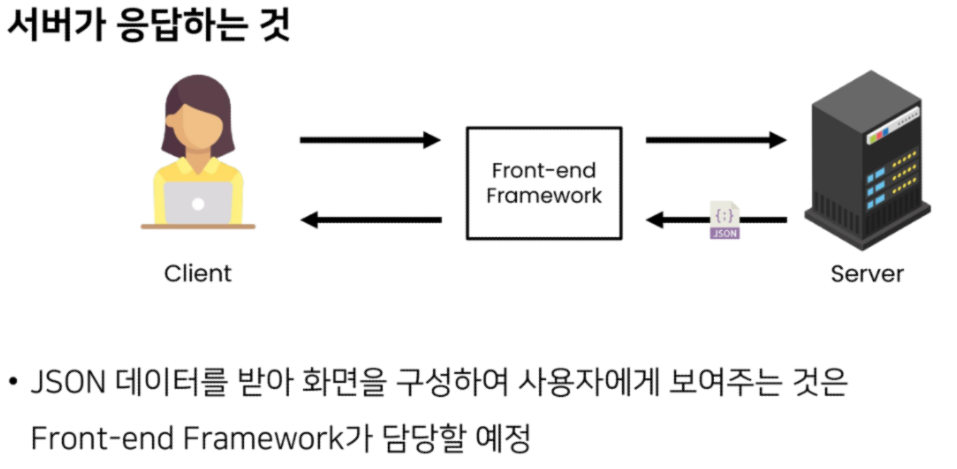 서버가 응답하는 것
Front-end
Framework
{;}
JSON
Client
Server
• JSON 데이터를 받아 화면을 구성하여 사용자에게 보여주는 것은
Front-end Framework가 담당할 예정